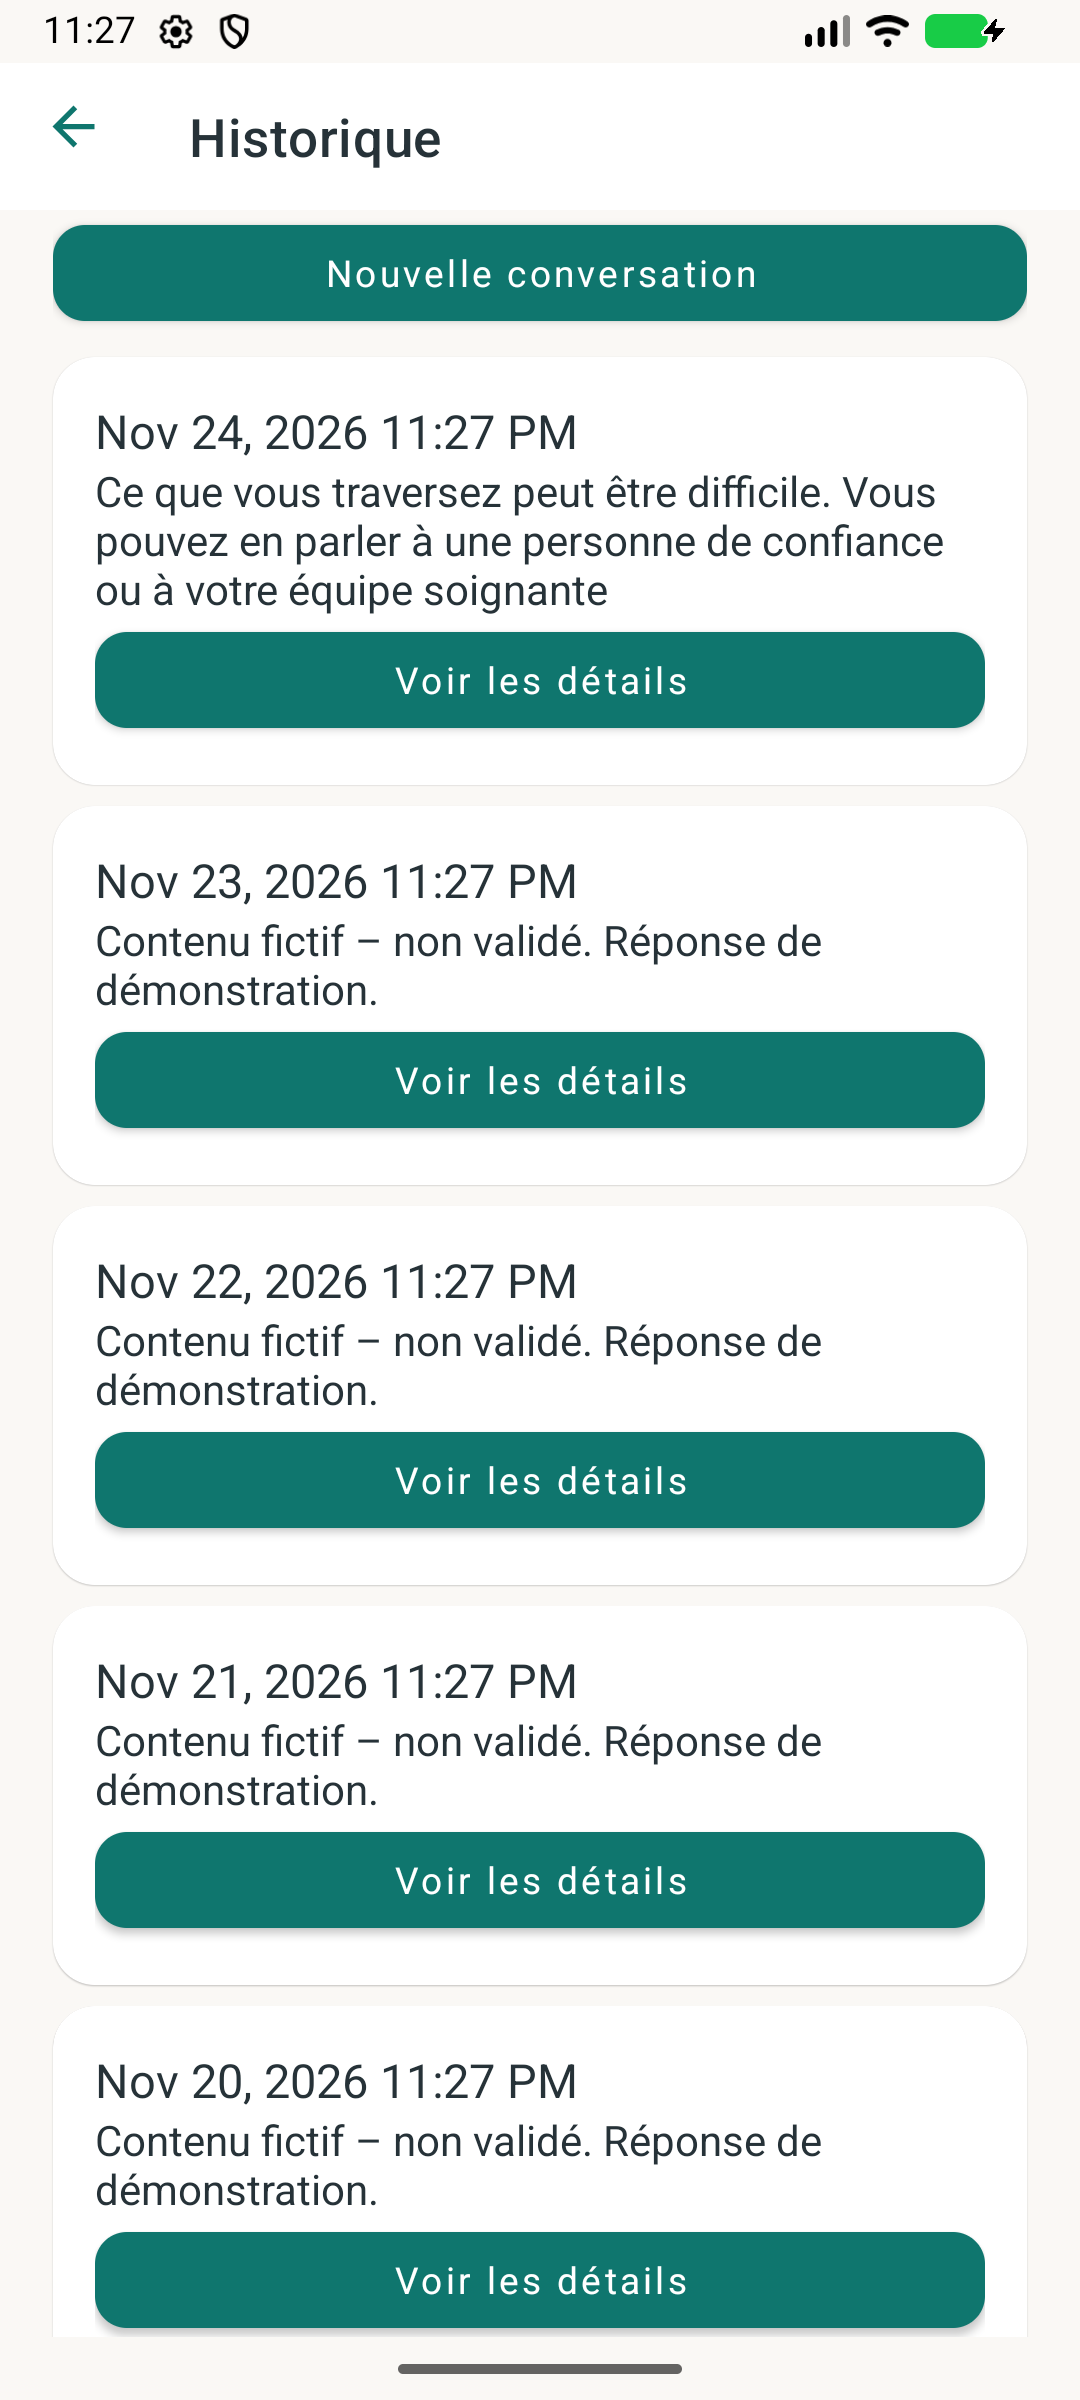 11:27
Historique
Nouvelle conversation
Nov 24, 2026 11:27 PM
Ce que vous traversez peut être difficile. Vous
pouvez en parler à une personne de confiance
ou à votre équipe soignante
Voir les détails
Nov 23, 2026 11:27 PM
Contenu fictif – non validé. Réponse de
démonstration.
Voir les détails
Nov 22, 2026 11:27 PM
Contenu fictif – non validé. Réponse de
démonstration.
Voir les détails
Nov 21, 2026 11:27 PM
Contenu fictif – non validé. Réponse de
démonstration.
Voir les détails
Nov 20, 2026 11:27 PM
Contenu fictif – non validé. Réponse de
démonstration.
Voir les détails